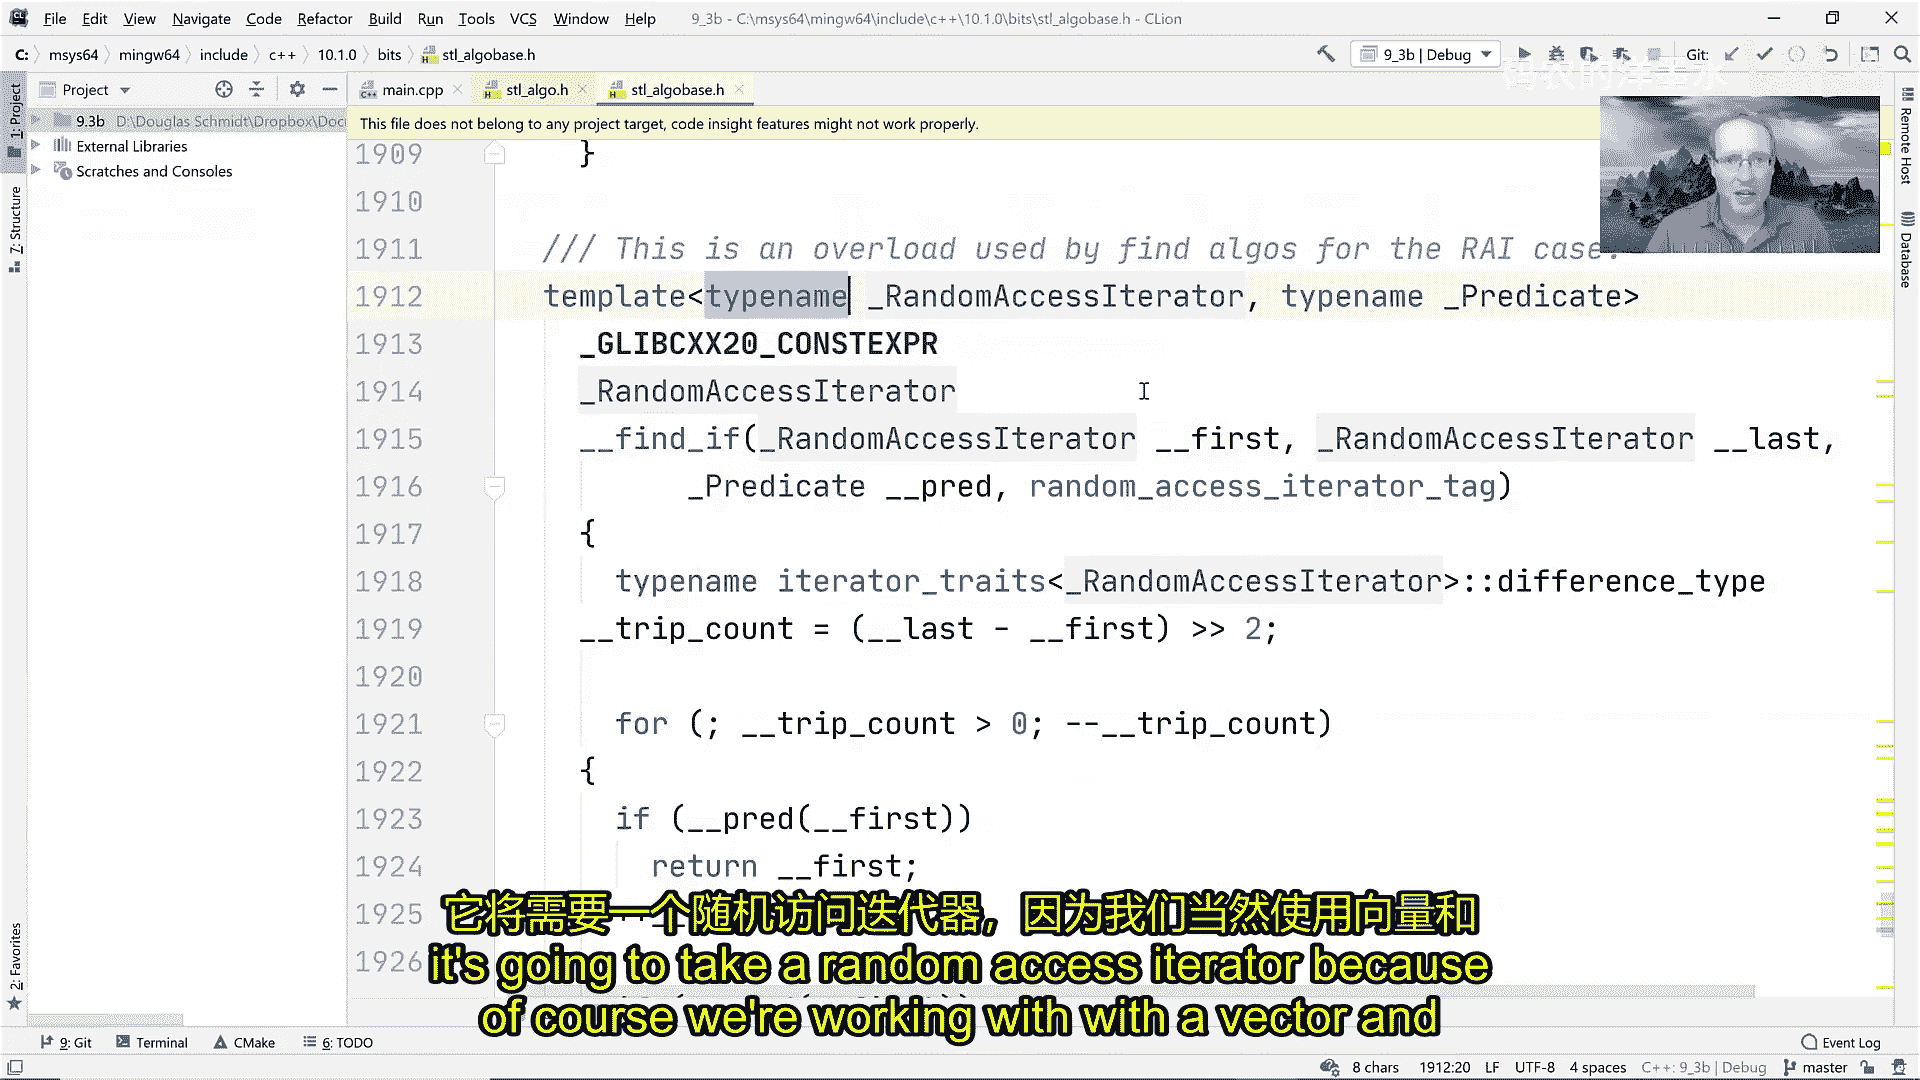 File Edit View Navigate Code Refactor Build Run Tools VCS Window Help 9_3b - C:\msys64\mingw64\include\c++\10.1.0\bits\stl_algobase.h - CLion
C: msys64 mingw64 include c++ 10.1.0 bits stl_algobase.h 9_3b | Debug Git:
码农的洋墨水
Project main.cpp stl_algo.h stl_algobase.h
1: Project
9.3b D:\Douglas Schmidt\Dropbox\Doc
External Libraries
Scratches and Consoles
7: Structure
2: Favorites
Remote Host
Database
This file does not belong to any project target, code insight features might not work properly.
1909 }
1910
1911 /// This is an overload used by find algos for the RAI case.
1912 template<typename _RandomAccessIterator, typename _Predicate>
1913 _GLIBCXX20_CONSTEXPR
1914 _RandomAccessIterator
1915 __find_if(_RandomAccessIterator __first, _RandomAccessIterator __last,
1916 _Predicate __pred, random_access_iterator_tag)
1917 {
1918 typename iterator_traits<_RandomAccessIterator>::difference_type
1919 __trip_count = (__last - __first) >> 2;
1920
1921 for (; __trip_count > 0; --__trip_count)
1922 {
1923 if (__pred(__first))
1924 return __first;
1925
1926
它将需要一个随机访问迭代器，因为我们当然使用向量和
it's going to take a random access iterator because
of course we're working with with a vector and
9: Git Terminal CMake 6: TODO Event Log
8 chars 1912:20 LF UTF-8 4 spaces C++: 9_3b | Debug master